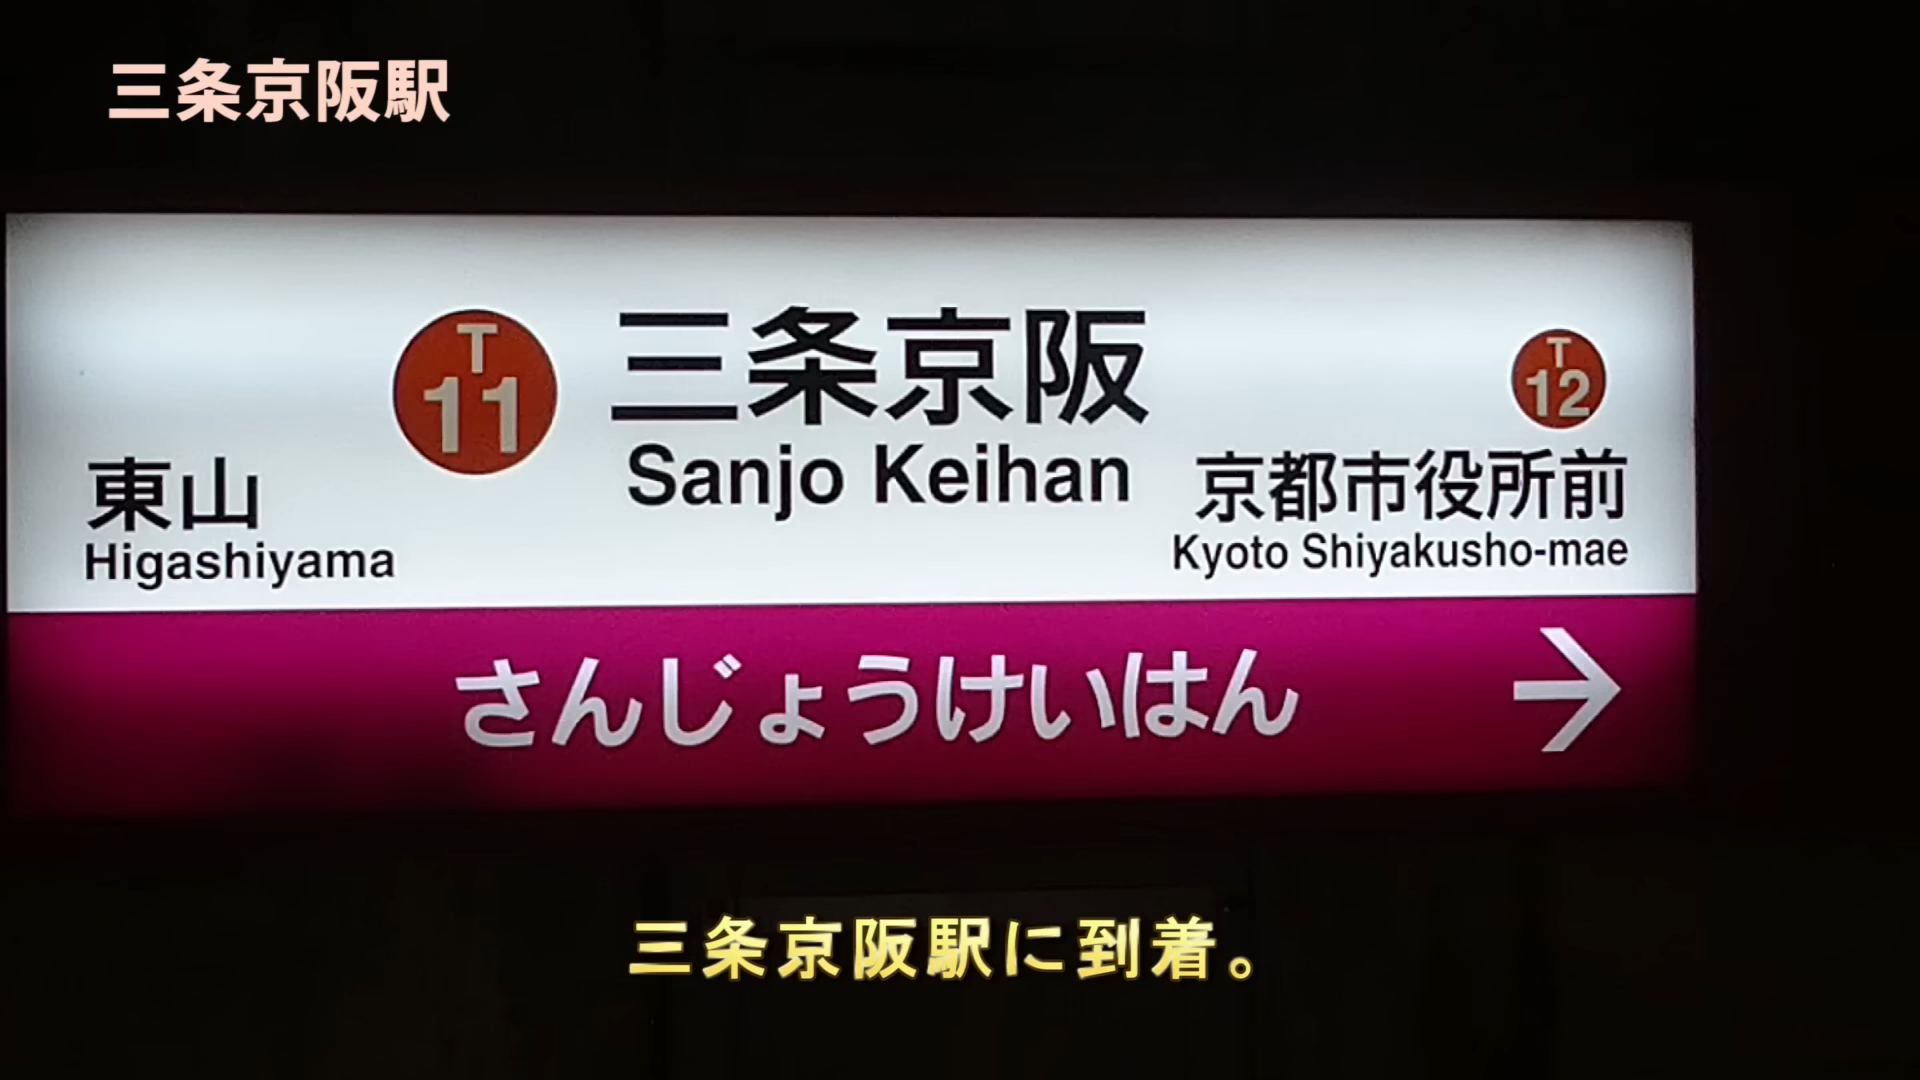 三条京阪駅
T
11
三条京阪
Sanjo Keihan
T
12
東山
Higashiyama
京都市役所前
Kyoto Shiyakusho-mae
さんじょうけいはん
三条京阪駅に到着。